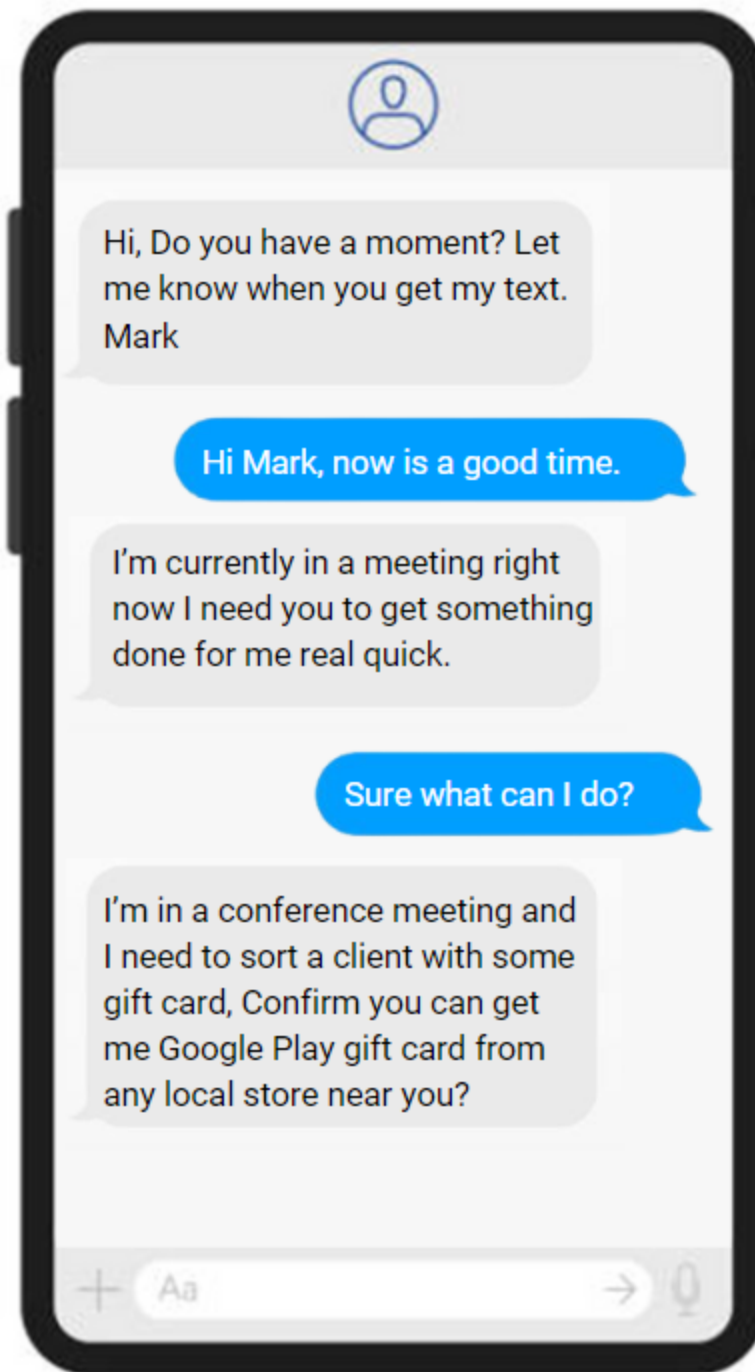 Hi, Do you have a moment? Let
me know when you get my text.
Mark
Hi Mark, now is a good time.
I'm currently in a meeting right
now I need you to get something
done for me real quick.
Sure what can I do?
I'm in a conference meeting and
I need to sort a client with some
gift card, Confirm you can get
me Google Play gift card from
any local store near you?
Aa